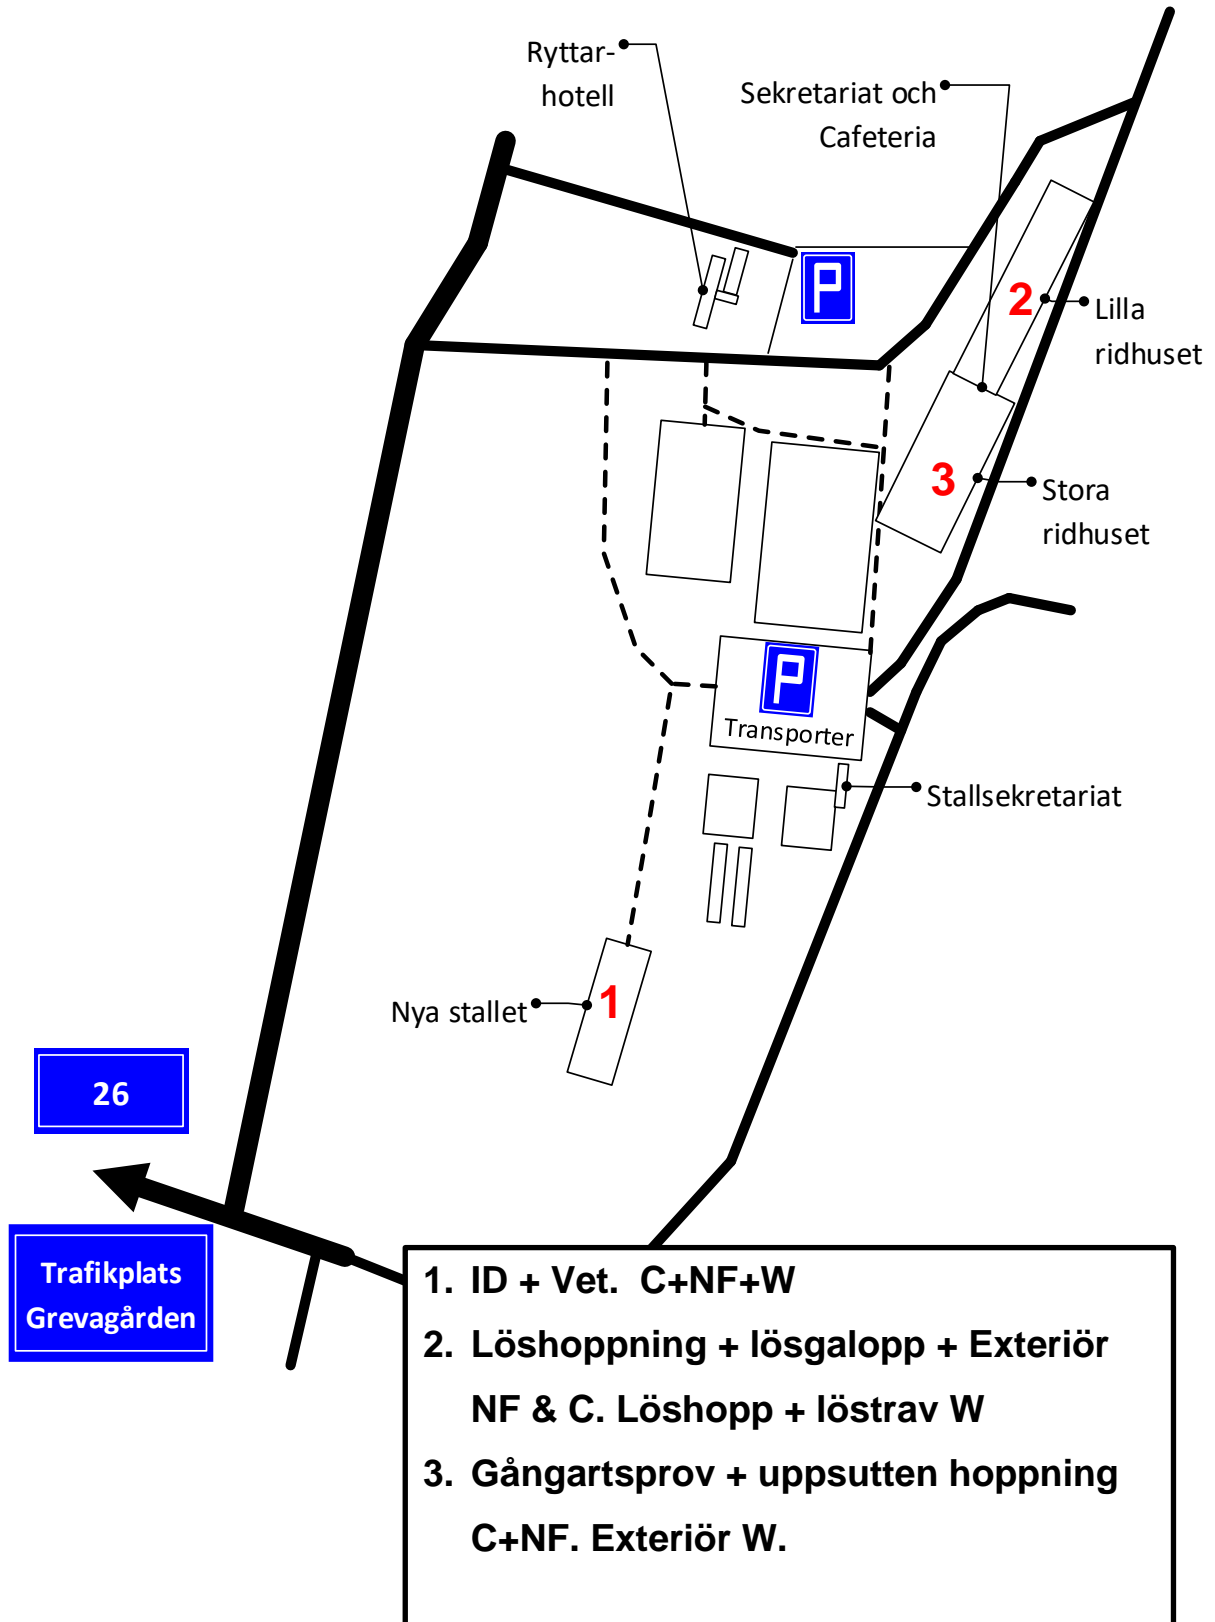 Ryttar-
hotell
Sekretariat och
Cafeteria
P
2
Lilla
ridhuset
3
Stora
ridhuset
P
Transporter
Stallsekretariat
Nya stallet
1
26
Trafikplats
Grevagården
1. ID + Vet. C+NF+W
2. Löshoppning + lösgalopp + Exteriör
NF & C. Löshopp + löstrav W
3. Gångartsprov + uppsutten hoppning
C+NF. Exteriör W.